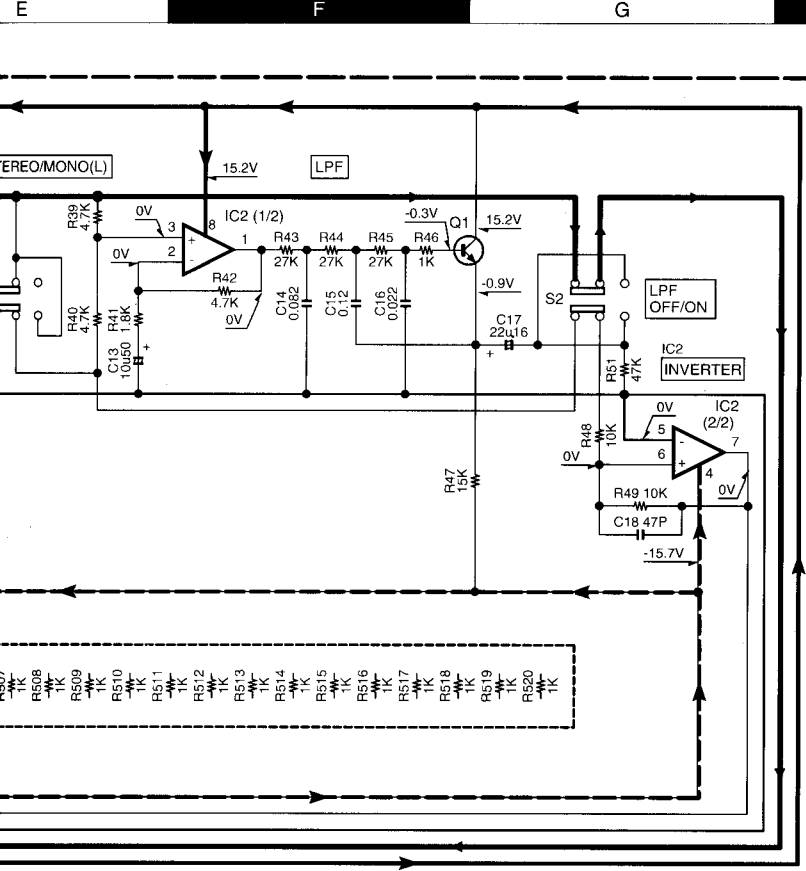 E
F
G
TEREO/MONO(L)
15.2V
LPF
R39
4.7K
0V
3
8
IC2 (1/2)
+
1
0V
2
-
R43
27K
R44
27K
R45
27K
R46
1K
-0.3V
Q1
15.2V
R42
4.7K
0V
R40
4.7K
R41
1.8K
C13
10u50
+
C14
0.082
C15
0.12
C16
0.022
-0.9V
C17
22u16
+
S2
LPF
OFF/ON
R51
47K
IC2
INVERTER
R48
10K
0V
IC2
(2/2)
5
-
7
0V
6
+
4
R47
15K
R49 10K
0V
C18 47P
-15.7V
R507
1K
R508
1K
R509
1K
R510
1K
R511
1K
R512
1K
R513
1K
R514
1K
R515
1K
R516
1K
R517
1K
R518
1K
R519
1K
R520
1K